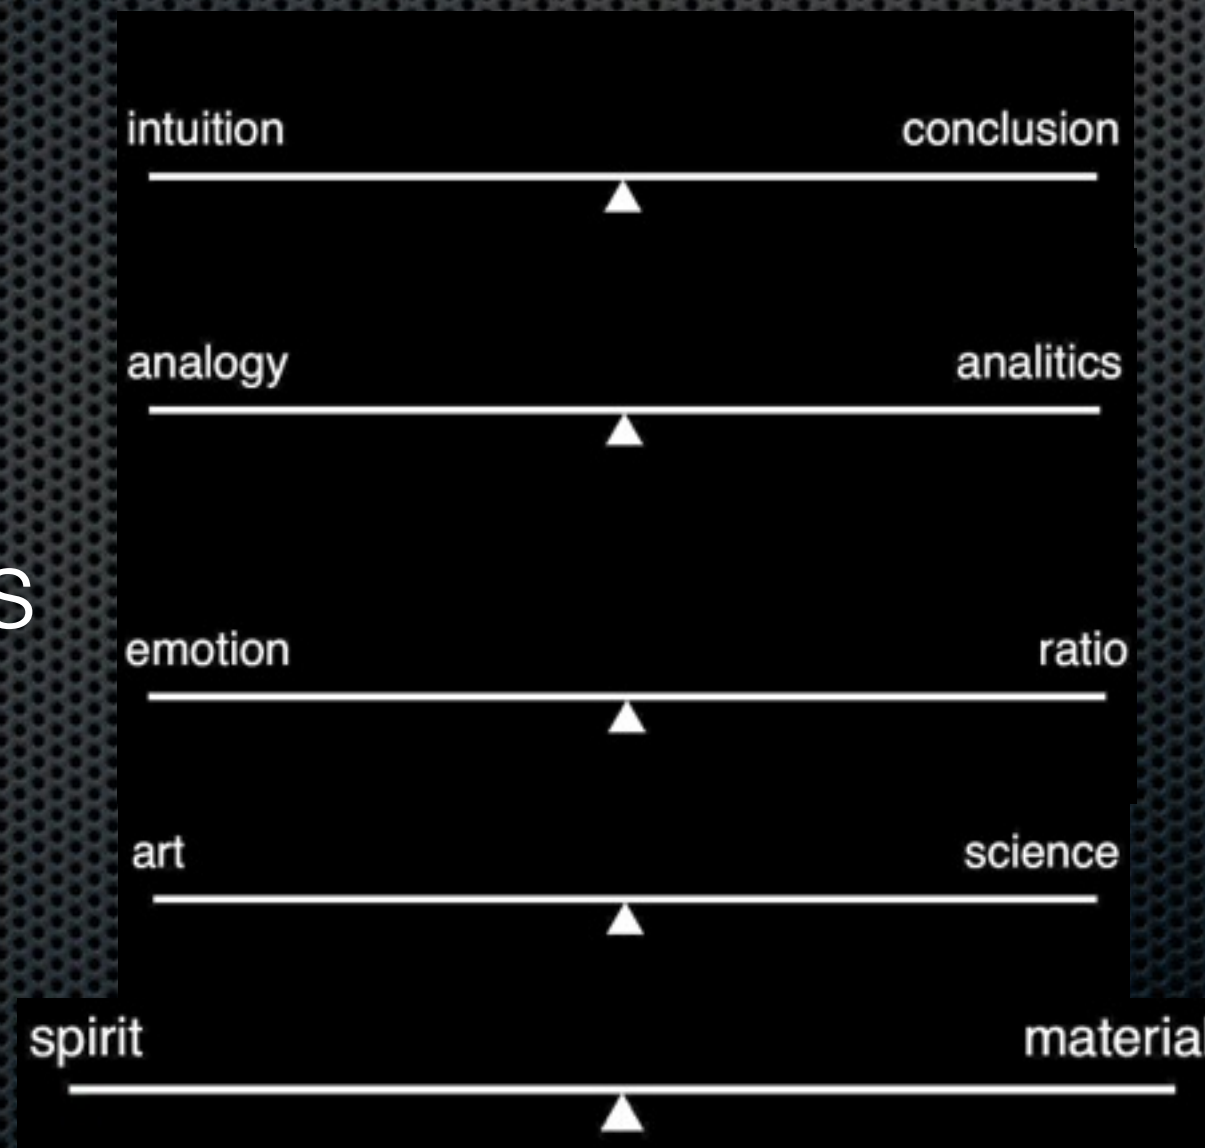 intuition conclusion
analogy analitics
s
emotion ratio
art science
spirit material